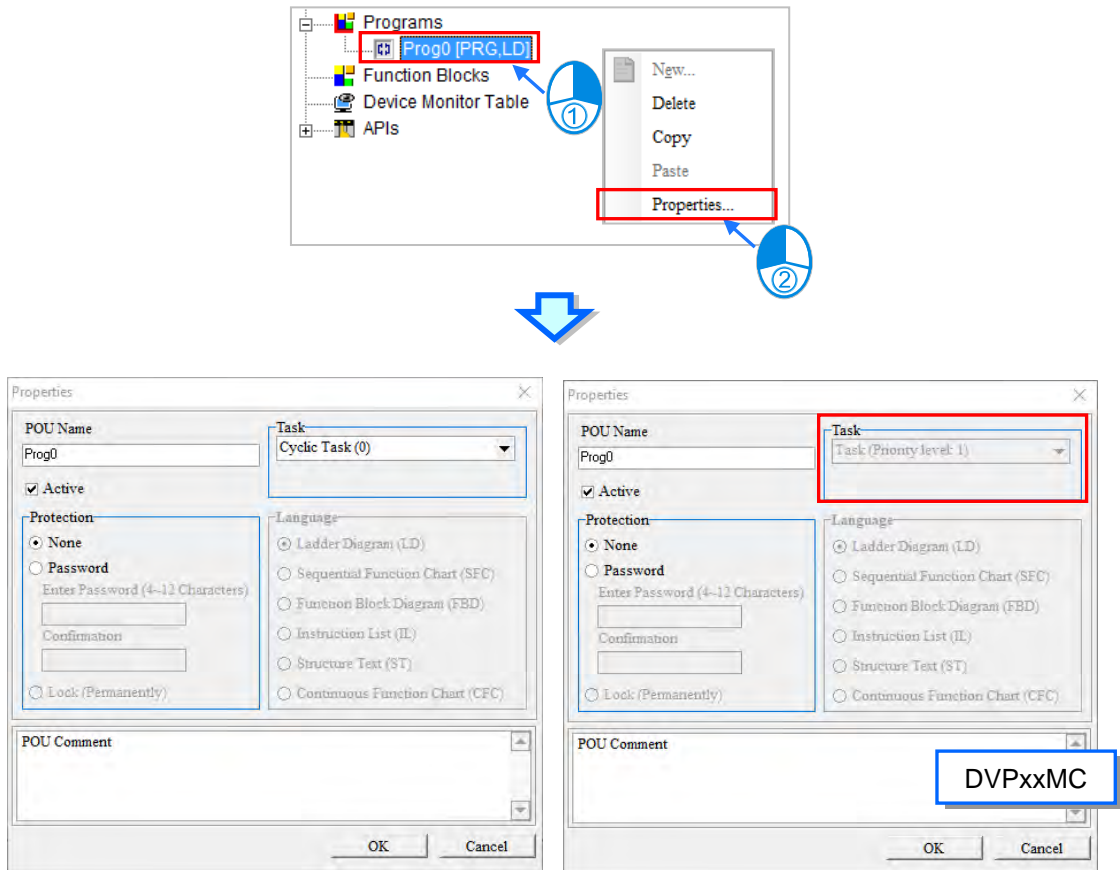 Programs
Prog0 [PRG,LD]
Function Blocks
Device Monitor Table
APIs
①
New...
Delete
Copy
Paste
Properties...
②
Properties
POU Name
Prog0
Active
Task
Cyclic Task (0)
Protection
None
Password
Enter Password (4~12 Characters)
Confirmation
Lock (Permanently)
Language
Ladder Diagram (LD)
Sequential Function Chart (SFC)
Function Block Diagram (FBD)
Instruction List (IL)
Structure Text (ST)
Continuous Function Chart (CFC)
POU Comment
OK
Cancel
Properties
POU Name
Prog0
Active
Task
Task (Priority level: 1)
Protection
None
Password
Enter Password (4~12 Characters)
Confirmation
Lock (Permanently)
Language
Ladder Diagram (LD)
Sequential Function Chart (SFC)
Function Block Diagram (FBD)
Instruction List (IL)
Structure Text (ST)
Continuous Function Chart (CFC)
POU Comment
DVPxxMC
OK
Cancel